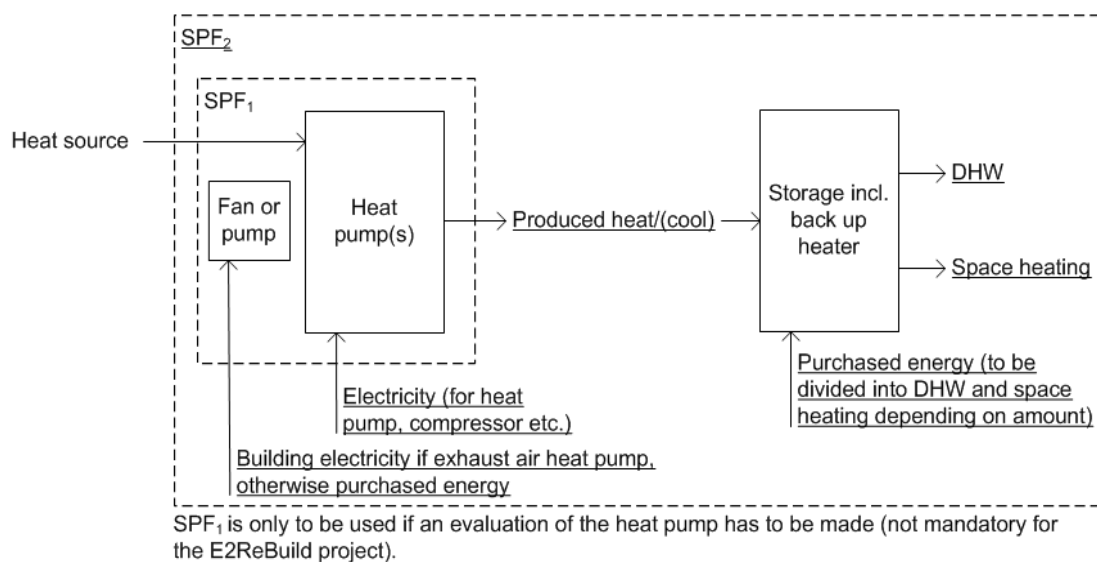 SPF₂
SPF₁
Heat source
Fan or
pump
Heat
pump(s)
Produced heat/(cool)
Storage incl.
back up
heater
DHW
Space heating
Electricity (for heat
pump, compressor etc.)
Purchased energy (to be
divided into DHW and space
heating depending on amount)
Building electricity if exhaust air heat pump,
otherwise purchased energy
SPF₁ is only to be used if an evaluation of the heat pump has to be made (not mandatory for
the E2ReBuild project).